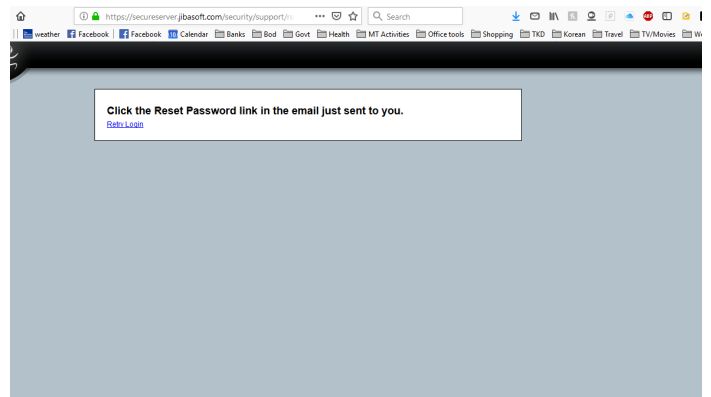 https://secureserver.jibasoft.com/security/support/r
Search
weather Facebook Facebook Calendar Banks Bod Govt Health MT Activities Office tools Shopping TKD Korean Travel TV/Movies
Click the Reset Password link in the email just sent to you.
Retry Login